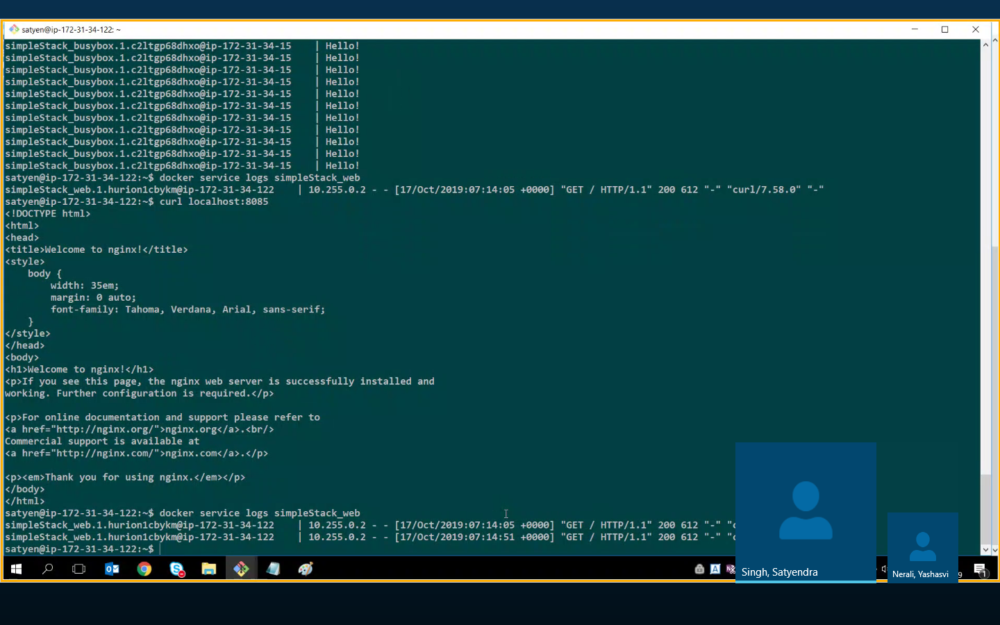 satyen@ip-172-31-34-122: ~
simpleStack_busybox.1.c2ltgp68dhxo@ip-172-31-34-15    | Hello!
simpleStack_busybox.1.c2ltgp68dhxo@ip-172-31-34-15    | Hello!
simpleStack_busybox.1.c2ltgp68dhxo@ip-172-31-34-15    | Hello!
simpleStack_busybox.1.c2ltgp68dhxo@ip-172-31-34-15    | Hello!
simpleStack_busybox.1.c2ltgp68dhxo@ip-172-31-34-15    | Hello!
simpleStack_busybox.1.c2ltgp68dhxo@ip-172-31-34-15    | Hello!
simpleStack_busybox.1.c2ltgp68dhxo@ip-172-31-34-15    | Hello!
simpleStack_busybox.1.c2ltgp68dhxo@ip-172-31-34-15    | Hello!
simpleStack_busybox.1.c2ltgp68dhxo@ip-172-31-34-15    | Hello!
simpleStack_busybox.1.c2ltgp68dhxo@ip-172-31-34-15    | Hello!
simpleStack_busybox.1.c2ltgp68dhxo@ip-172-31-34-15    | Hello!
satyen@ip-172-31-34-122:~$ docker service logs simpleStack_web
simpleStack_web.1.hurion1cbykm@ip-172-31-34-122    | 10.255.0.2 - - [17/Oct/2019:07:14:05 +0000] "GET / HTTP/1.1" 200 612 "-" "curl/7.58.0" "-"
satyen@ip-172-31-34-122:~$ curl localhost:8085
<!DOCTYPE html>
<html>
<head>
<title>Welcome to nginx!</title>
<style>
    body {
        width: 35em;
        margin: 0 auto;
        font-family: Tahoma, Verdana, Arial, sans-serif;
    }
</style>
</head>
<body>
<h1>Welcome to nginx!</h1>
<p>If you see this page, the nginx web server is successfully installed and
working. Further configuration is required.</p>
<p>For online documentation and support please refer to
<a href="http://nginx.org/">nginx.org</a>.<br/>
Commercial support is available at
<a href="http://nginx.com/">nginx.com</a>.</p>
<p><em>Thank you for using nginx.</em></p>
</body>
</html>
satyen@ip-172-31-34-122:~$ docker service logs simpleStack_web
simpleStack_web.1.hurion1cbykm@ip-172-31-34-122    | 10.255.0.2 - - [17/Oct/2019:07:14:05 +0000] "GET / HTTP/1.1" 200 612 "-" "c
simpleStack_web.1.hurion1cbykm@ip-172-31-34-122    | 10.255.0.2 - - [17/Oct/2019:07:14:51 +0000] "GET / HTTP/1.1" 200 612 "-" "c
satyen@ip-172-31-34-122:~$
Singh, Satyendra
Nerali, Yashasvi
9
1